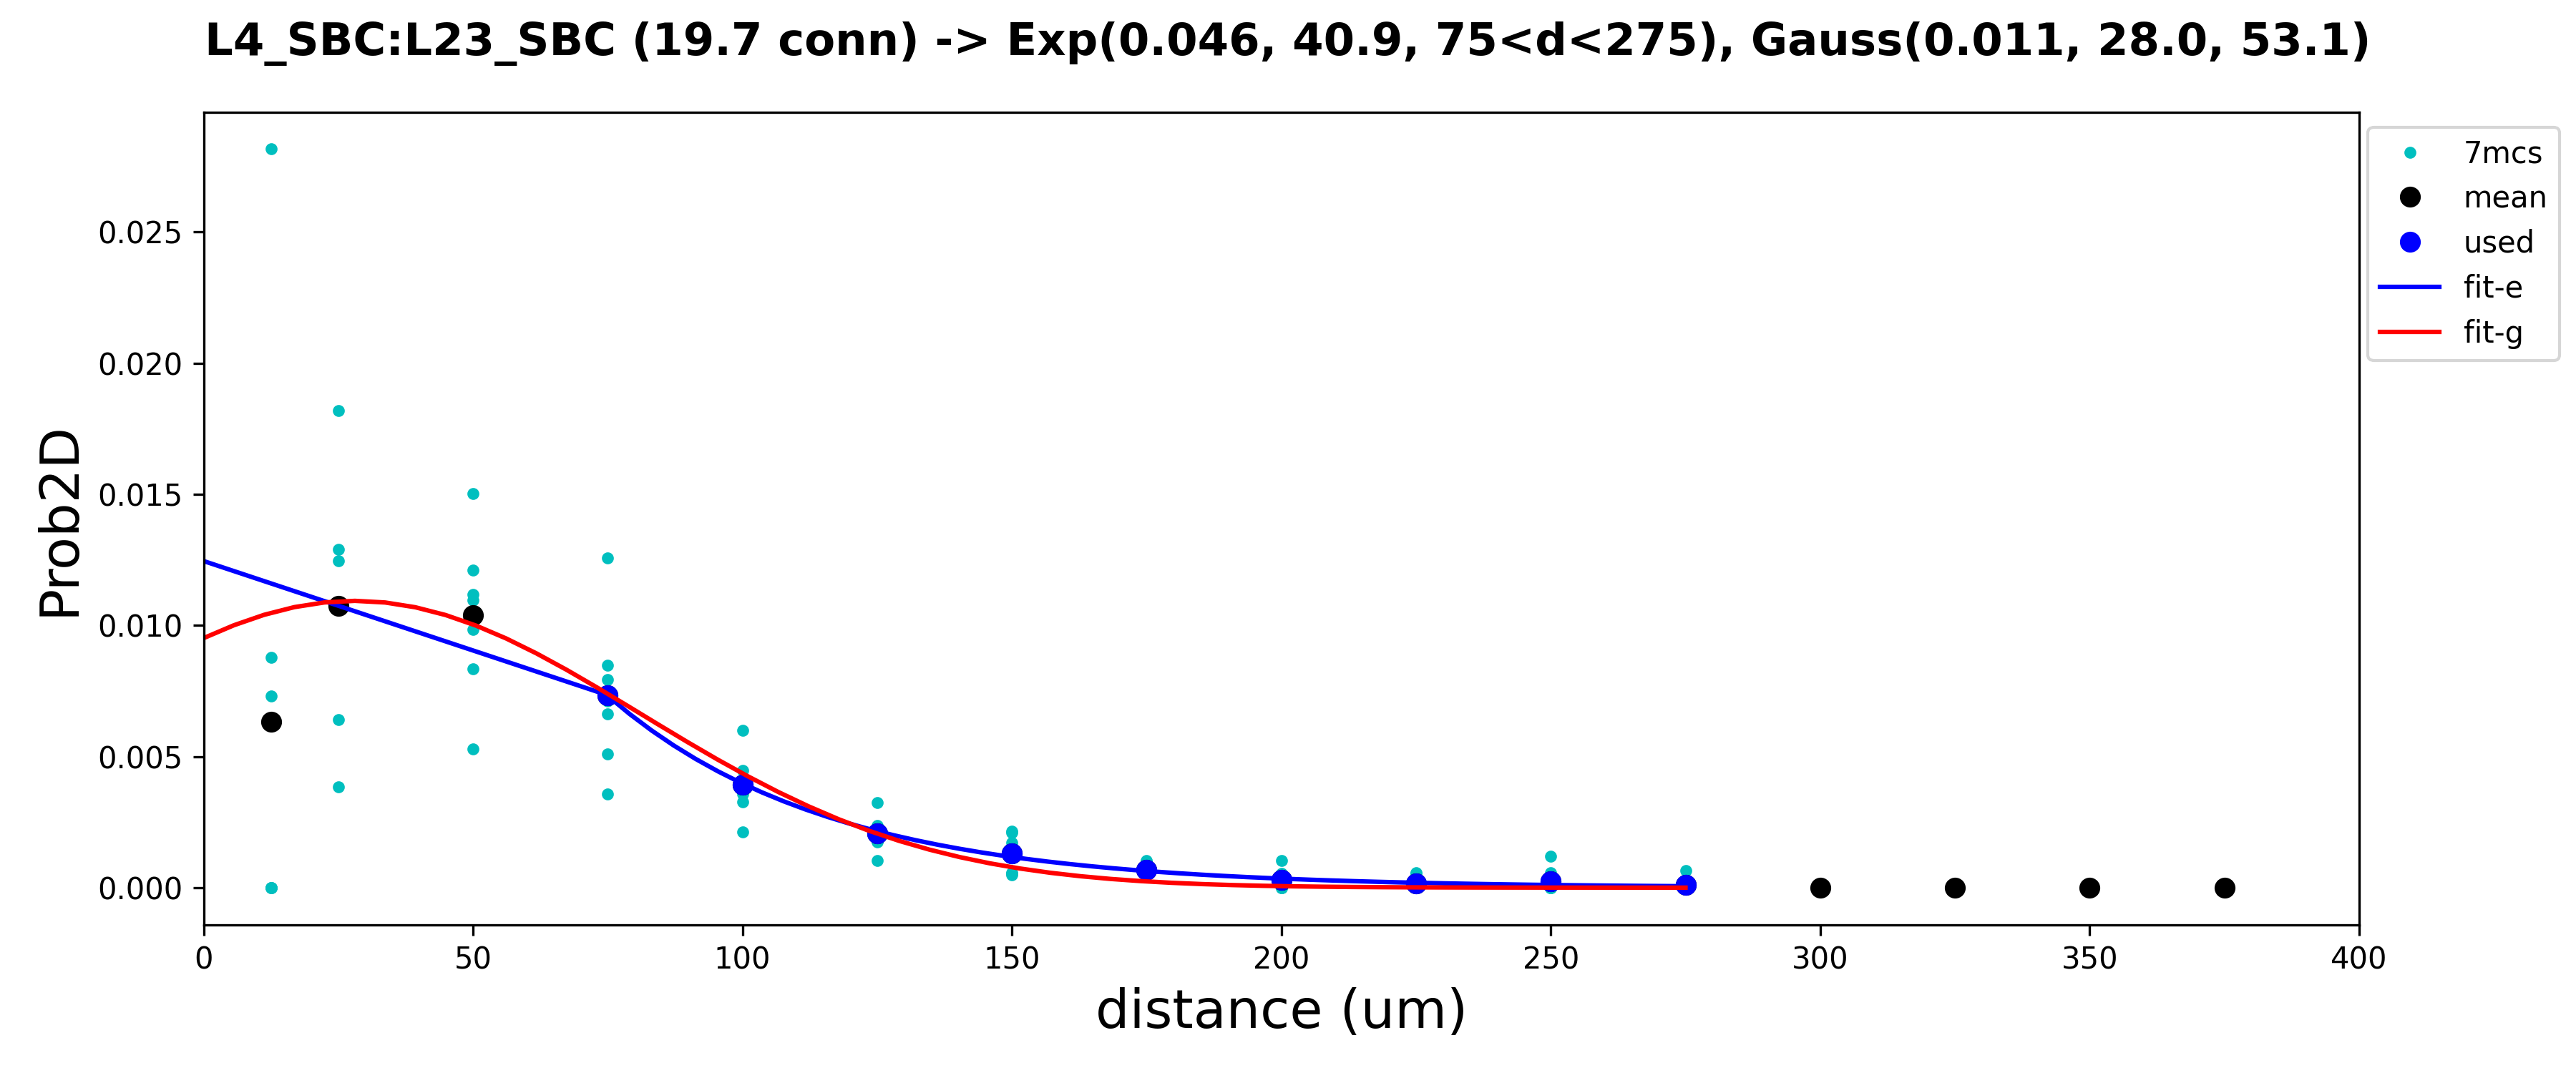 L4_SBC:L23_SBC (19.7 conn) -> Exp(0.046, 40.9, 75<d<275), Gauss(0.011, 28.0, 53.1)
7mcs
mean
used
fit-e
fit-g
Prob2D
0.025
0.020
0.015
0.010
0.005
0.000
0 50 100 150 200 250 300 350 400
distance (um)